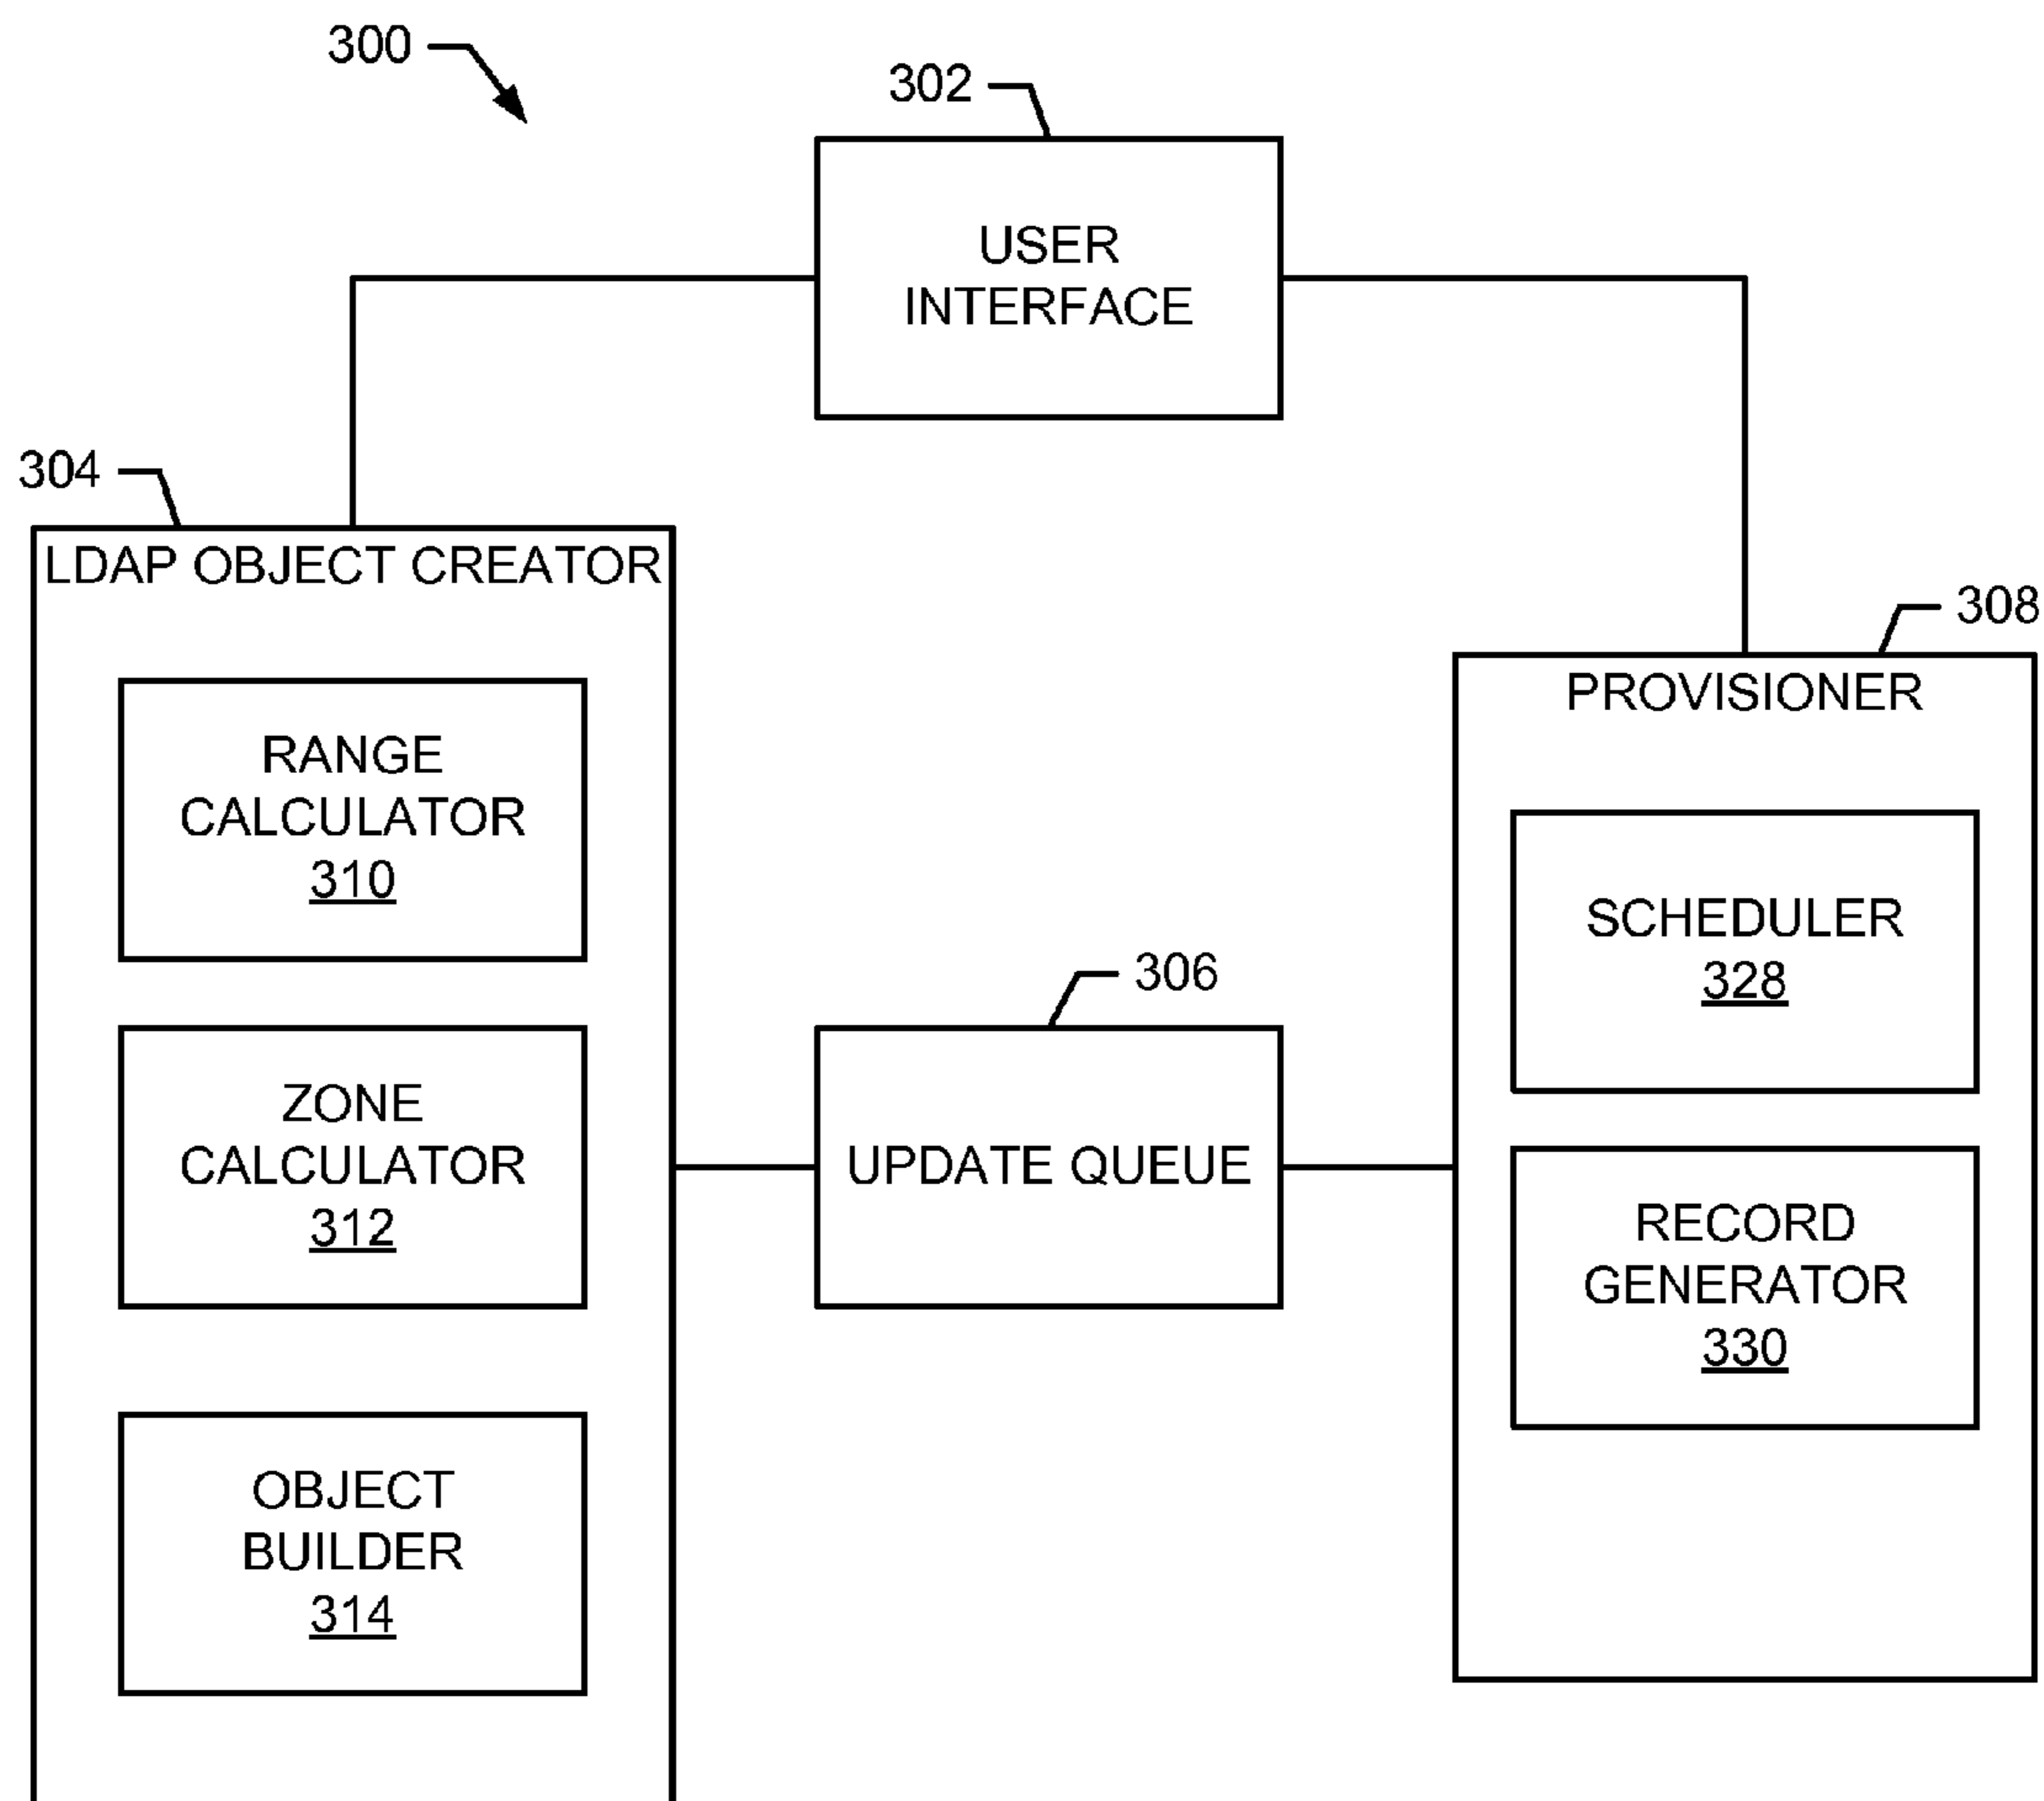 300
302
USER
INTERFACE
304
LDAP OBJECT CREATOR
RANGE
CALCULATOR
310
ZONE
CALCULATOR
312
OBJECT
BUILDER
314
306
UPDATE QUEUE
308
PROVISIONER
SCHEDULER
328
RECORD
GENERATOR
330